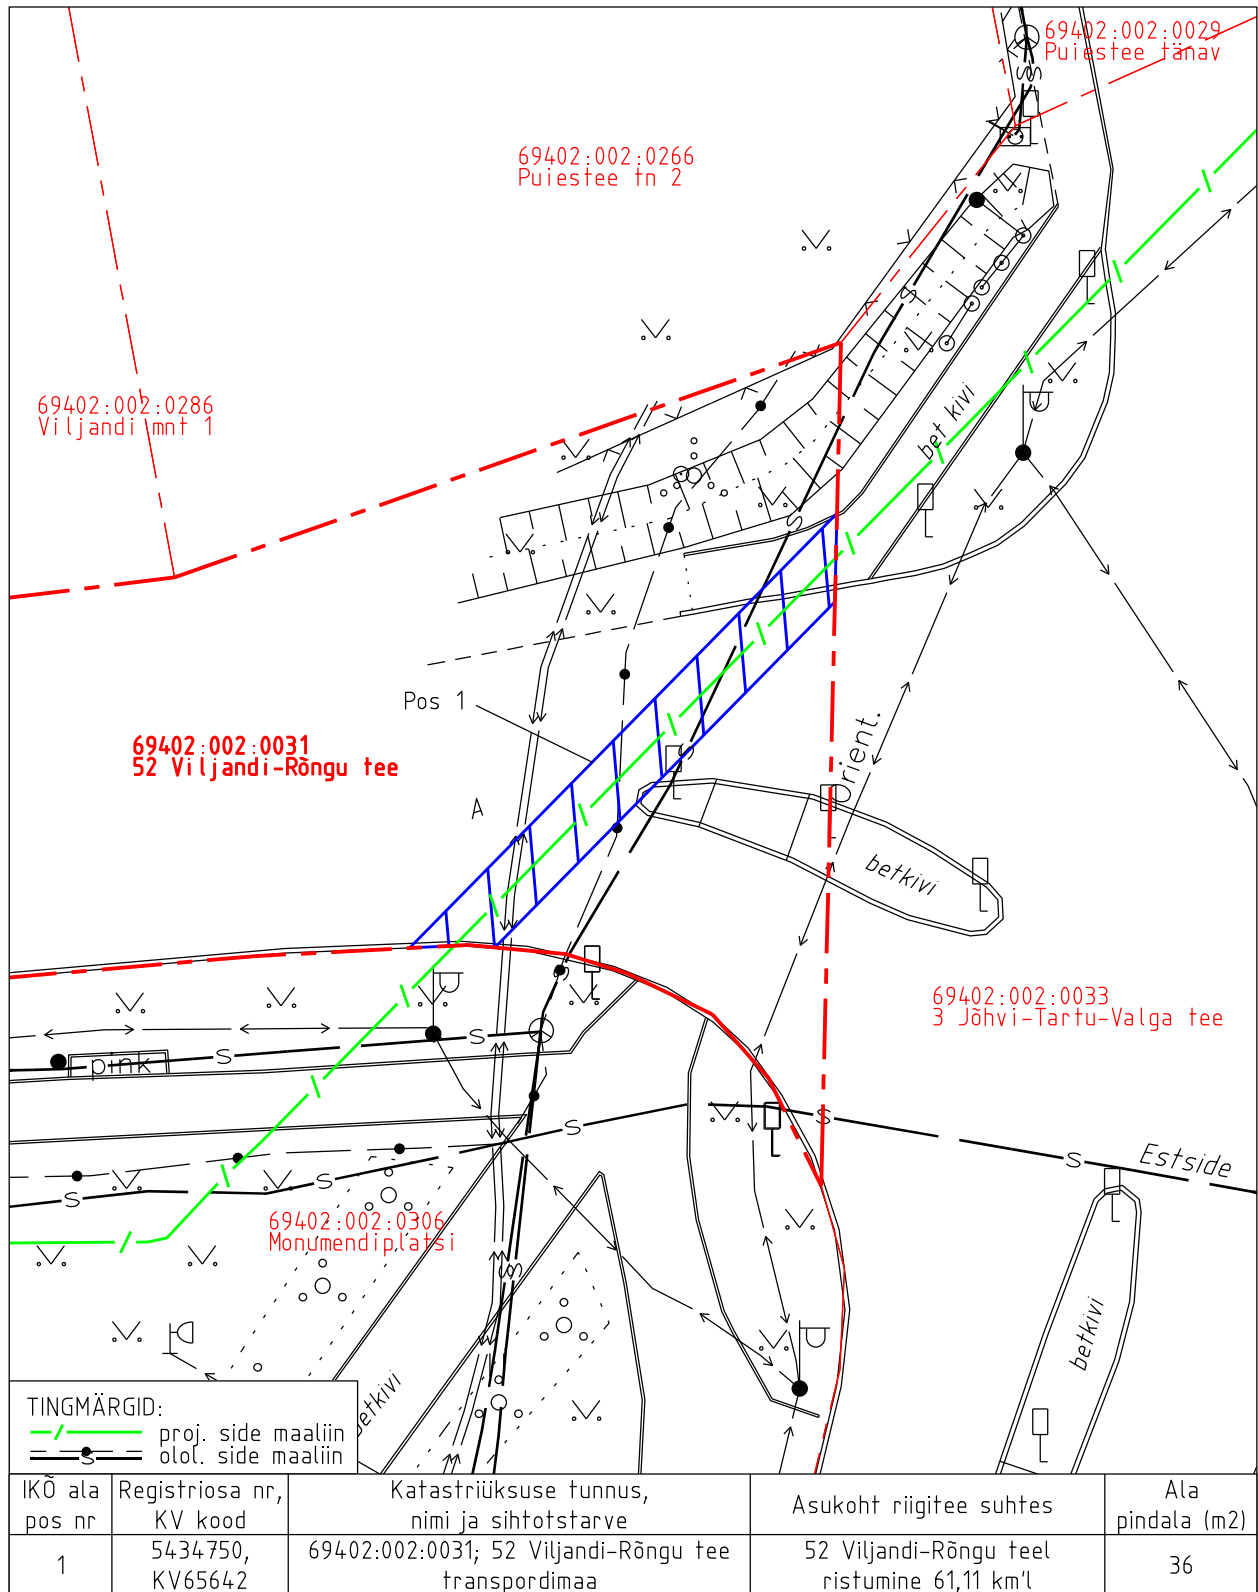 69402:002:0029
Puiestee tänav
69402:002:0266
Puiestee tn 2
69402:002:0286
Viljandi mnt 1
bet kivi
Pos 1
69402:002:0031
52 Viljandi-Rõngu tee
Orient.
A
betkivi
69402:002:0033
3 Jõhvi-Tartu-Valga tee
pink
Estside
69402:002:0306
Monumendiplatsi
betkivi
betkivi
TINGMÄRGID:
proj. side maaliin
olol. side maaliin
IKÕ ala pos nr
Registriosa nr, KV kood
Katastriüksuse tunnus, nimi ja sihtotstarve
Asukoht riigitee suhtes
Ala pindala (m2)
1
5434750, KV65642
69402:002:0031; 52 Viljandi-Rõngu tee transpordimaa
52 Viljandi-Rõngu teel ristumine 61,11 km'l
36